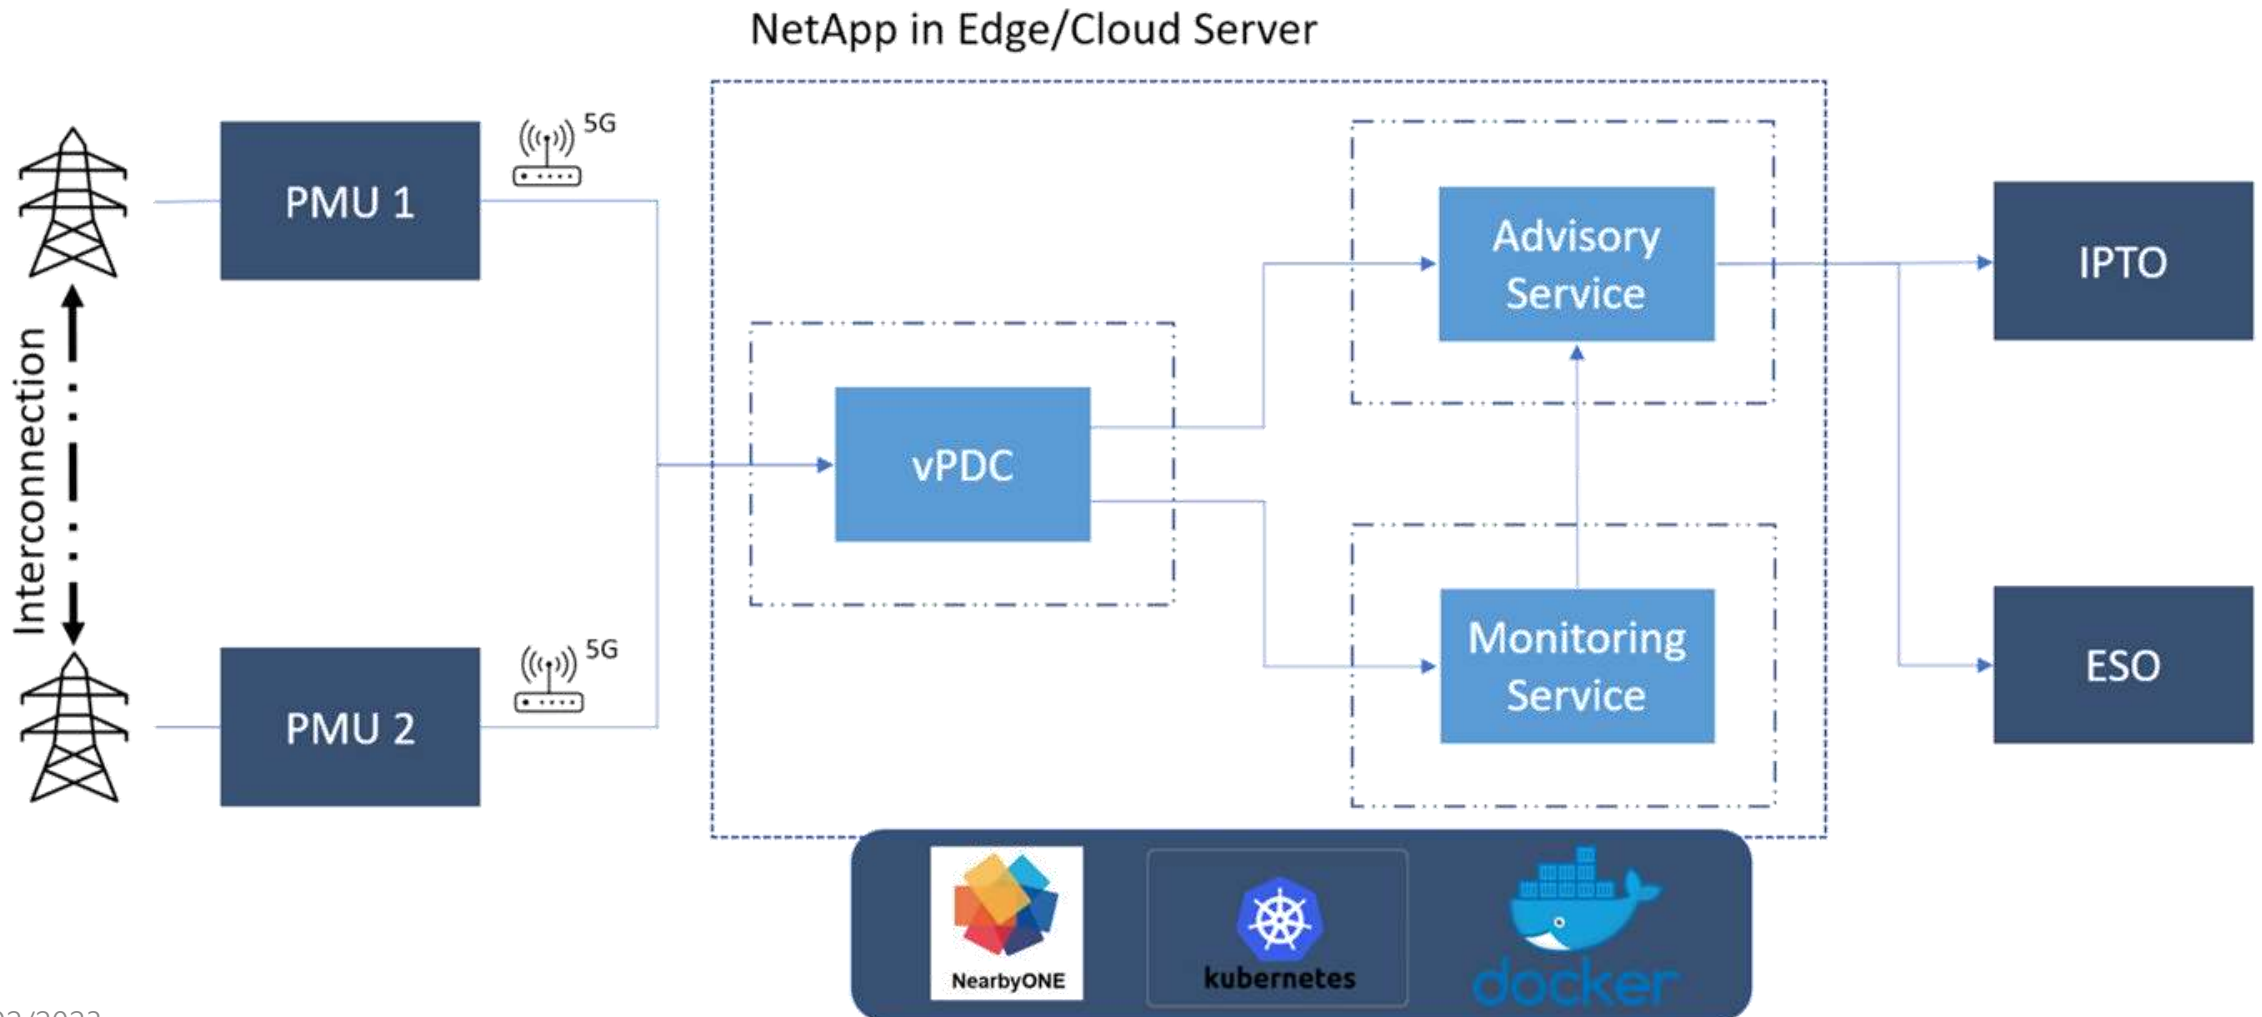 NetApp in Edge/Cloud Server
5G
PMU 1
Advisory
Service
IPTO
Interconnection
vPDC
5G
PMU 2
Monitoring
Service
ESO
NearbyONE
kubernetes
docker